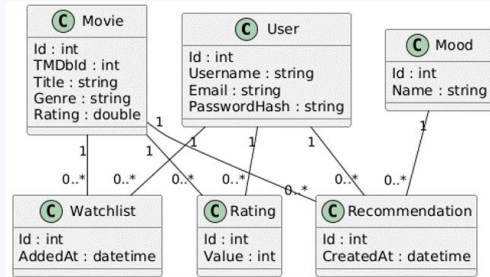 C Movie
Id : int
TMDbId : int
Title : string
Genre : string
Rating : double
C User
Id : int
Username : string
Email : string
PasswordHash : string
C Mood
Id : int
Name : string
1
1
1
1
1
1
1
0..*
0..*
0..*
0..*
0..*
0..*
0..*
C Watchlist
Id : int
AddedAt : datetime
C Rating
Id : int
Value : int
C Recommendation
Id : int
CreatedAt : datetime